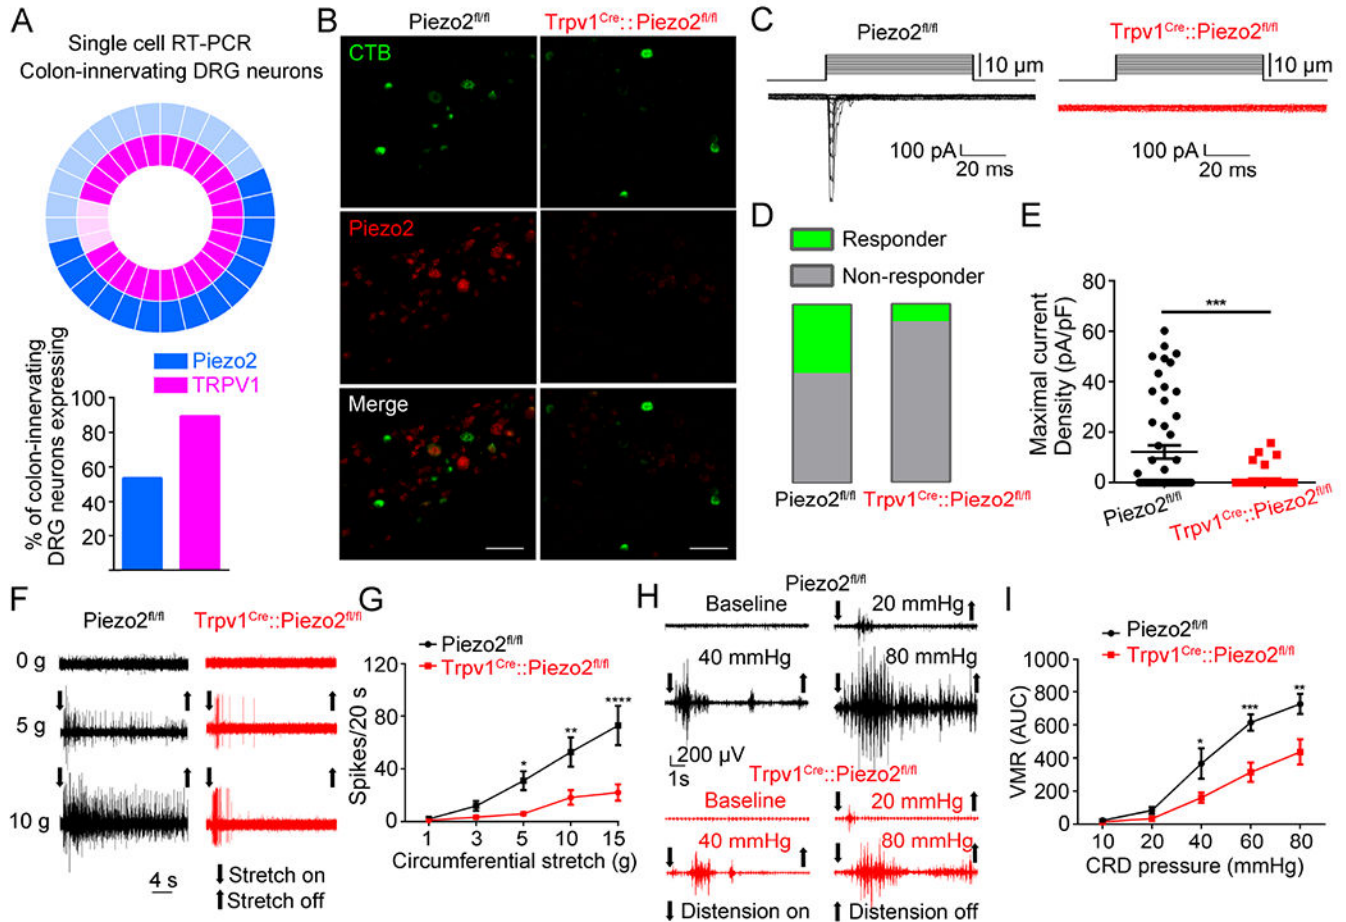 A
Single cell RT-PCR
Colon-innervating DRG neurons
Piezo2
TRPV1
% of colon-innervating
DRG neurons expressing
100
80
60
40
20
B
Piezo2fl/fl
Trpv1Cre::Piezo2fl/fl
CTB
Piezo2
Merge
C
Piezo2fl/fl
Trpv1Cre::Piezo2fl/fl
10 µm
10 µm
100 pA
20 ms
100 pA
20 ms
D
Responder
Non-responder
Piezo2fl/fl
Trpv1Cre::Piezo2fl/fl
E
Maximal current
Density (pA/pF)
80
60
40
20
0
***
Piezo2fl/fl
Trpv1Cre::Piezo2fl/fl
F
Piezo2fl/fl
Trpv1Cre::Piezo2fl/fl
0 g
5 g
10 g
4 s
Stretch on
Stretch off
G
Piezo2fl/fl
Trpv1Cre::Piezo2fl/fl
Spikes/20 s
120
80
40
0
*
**
****
1 3 5 10 15
Circumferential stretch (g)
H
Piezo2fl/fl
Baseline
20 mmHg
40 mmHg
80 mmHg
200 µV
1s
Trpv1Cre::Piezo2fl/fl
Baseline
20 mmHg
40 mmHg
80 mmHg
Distension on
Distension off
I
Piezo2fl/fl
Trpv1Cre::Piezo2fl/fl
VMR (AUC)
1000
800
600
400
200
0
*
***
**
10 20 40 60 80
CRD pressure (mmHg)